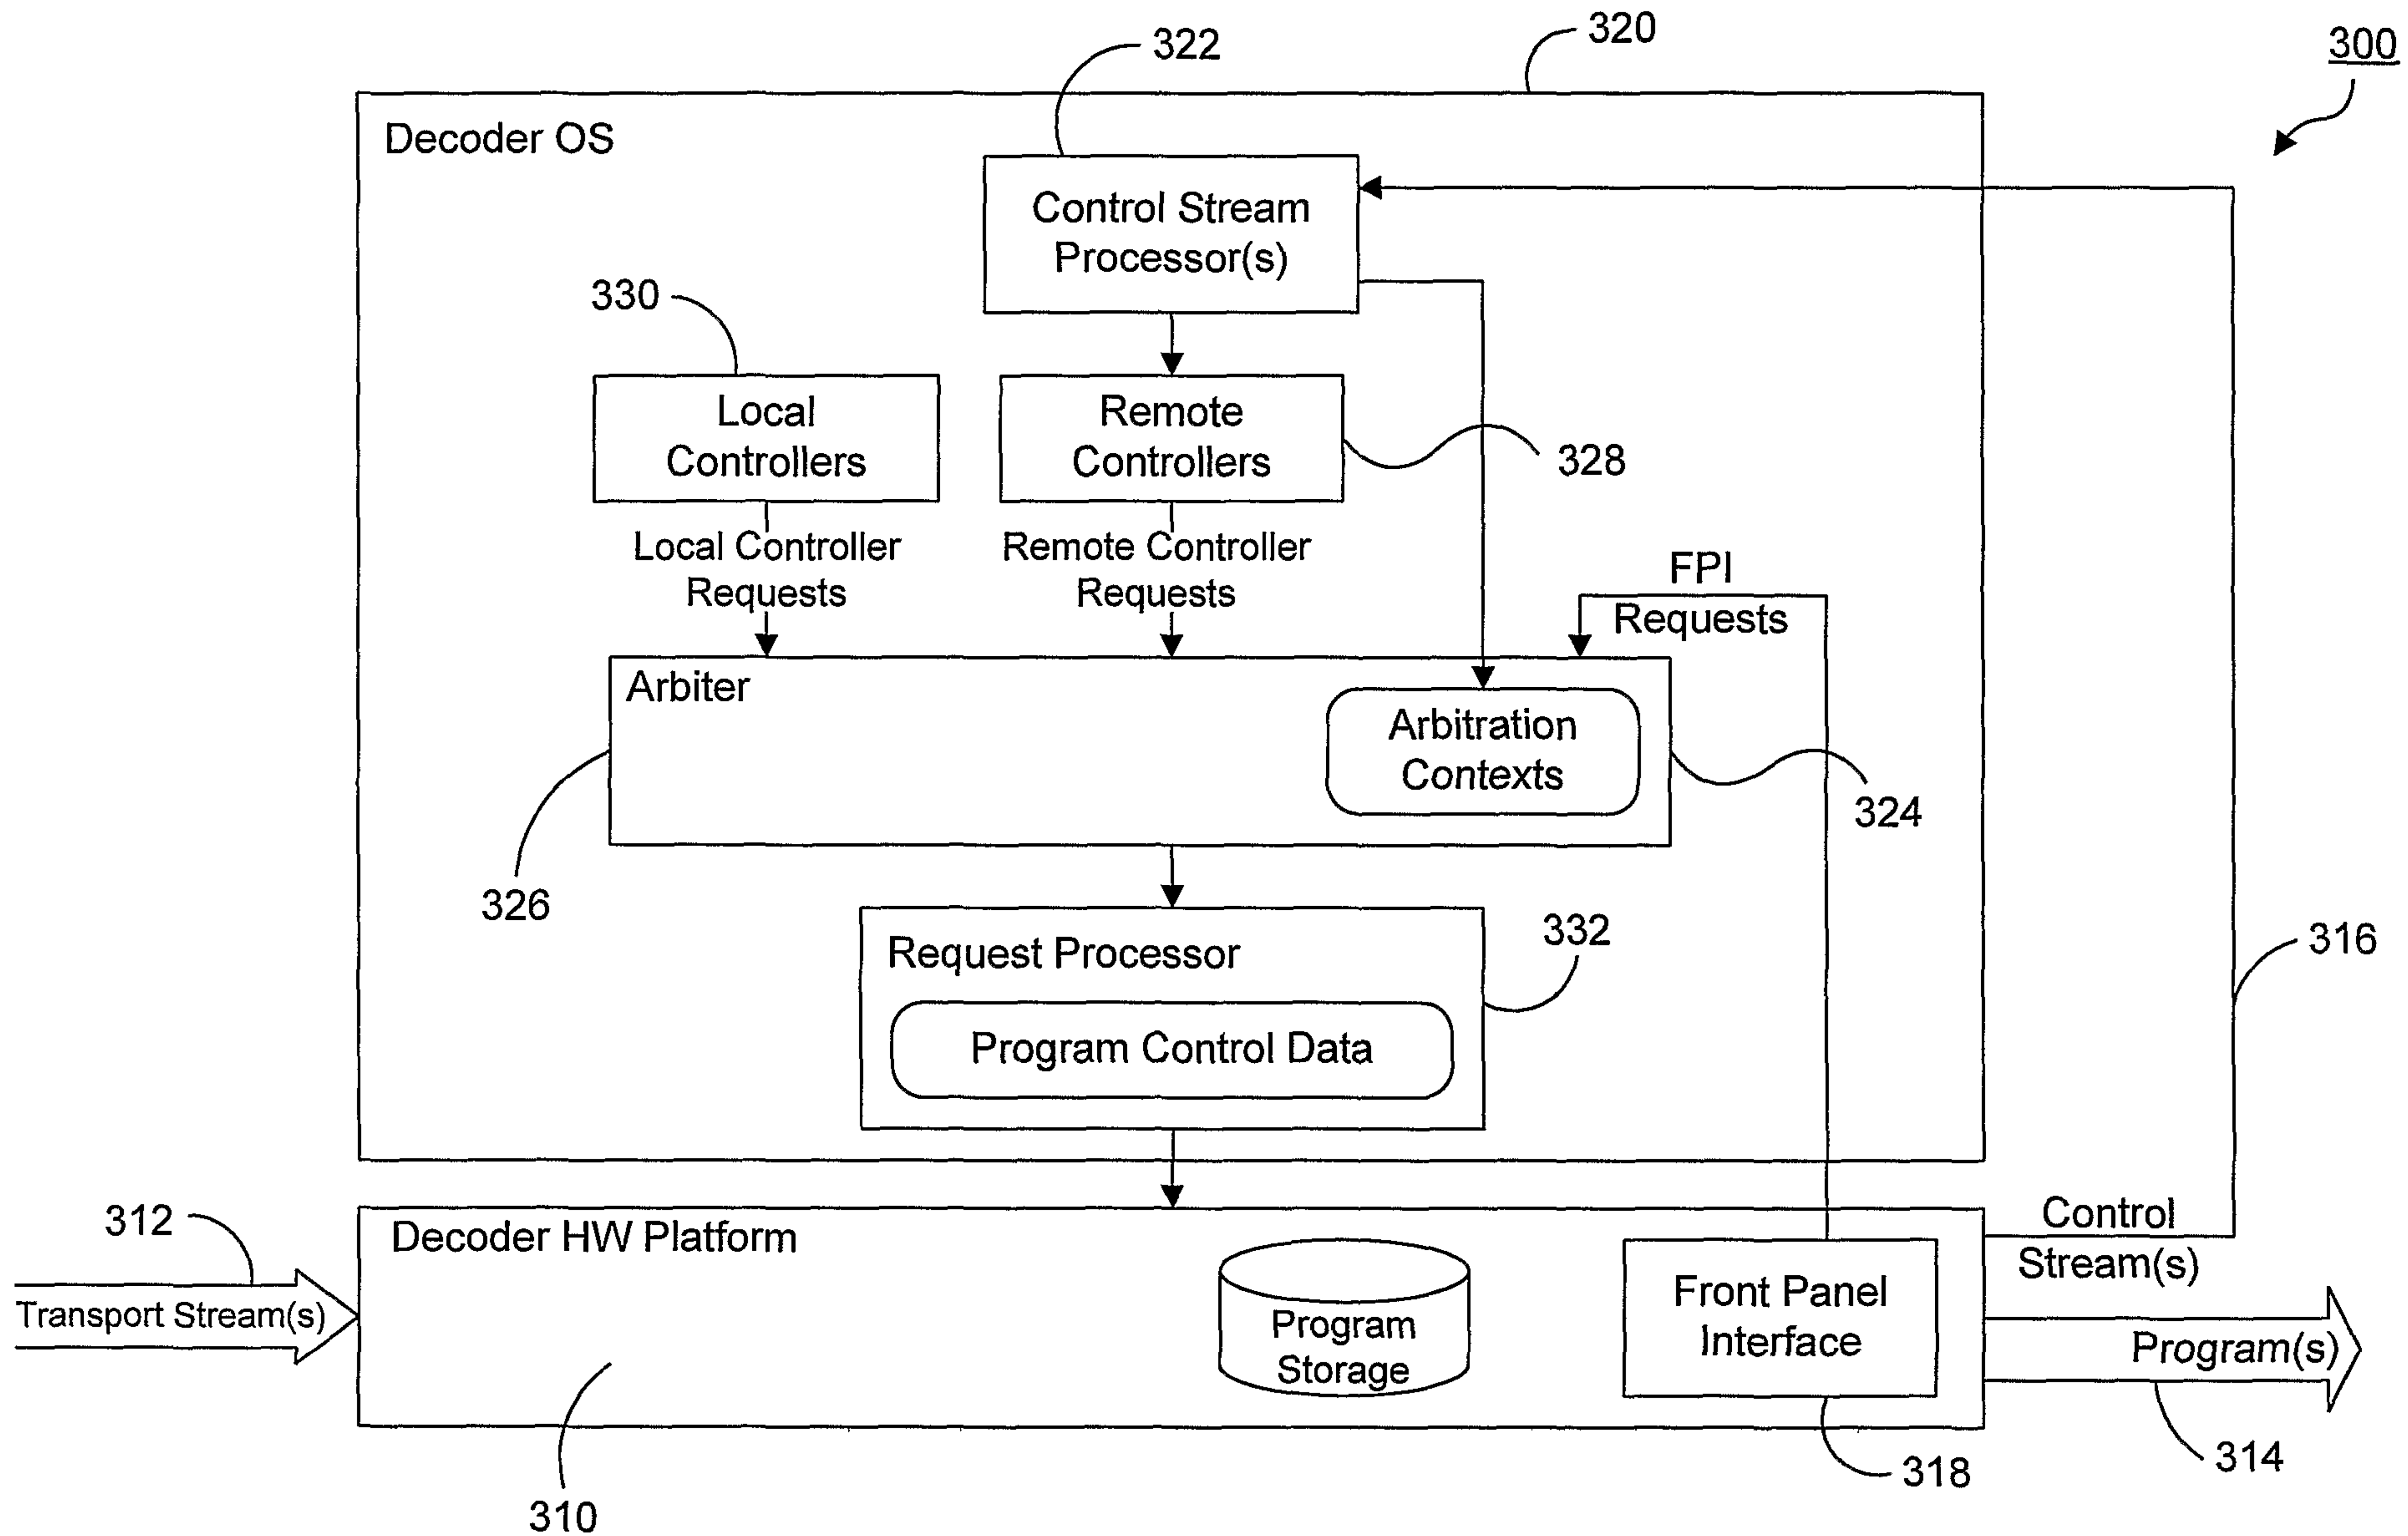 322
320
300
Decoder OS
Control Stream
Processor(s)
330
Local
Controllers
Remote
Controllers
328
Local Controller
Requests
Remote Controller
Requests
FPI
Requests
Arbiter
Arbitration
Contexts
324
326
Request Processor
332
316
Program Control Data
312
Decoder HW Platform
Control
Stream(s)
Transport Stream(s)
Program
Storage
Front Panel
Interface
Program(s)
310
318
314